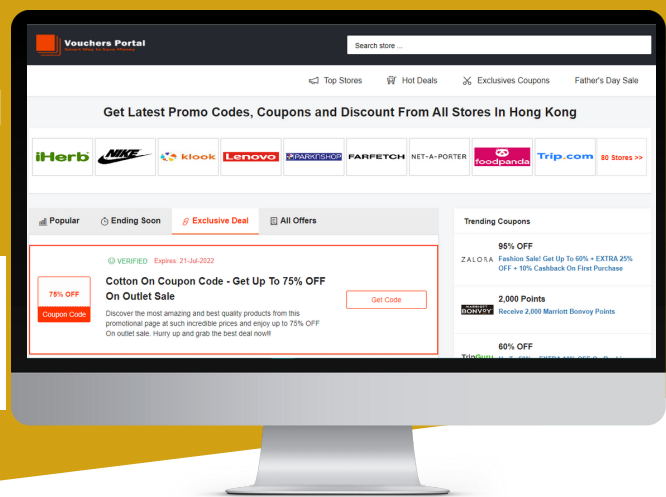 Vouchers Portal
Smart Way to Save Money
Search store ...
Top Stores
Hot Deals
Exclusives Coupons
Father's Day Sale
Get Latest Promo Codes, Coupons and Discount From All Stores In Hong Kong
iHerb
NIKE
klook
Lenovo
PARKNSHOP
FARFETCH
NET-A-PORTER
foodpanda
Trip.com
80 Stores >>
Popular
Ending Soon
Exclusive Deal
All Offers
VERIFIED Expires: 21-Jul-2022
75% OFF
Coupon Code
Cotton On Coupon Code - Get Up To 75% OFF
On Outlet Sale
Discover the most amazing and best quality products from this
promotional page at such incredible prices and enjoy up to 75% OFF
On outlet sale. Hurry up and grab the best deal now!!!
Get Code
Trending Coupons
ZALORA
95% OFF
Fashion Sale! Get Up To 60% + EXTRA 25%
OFF + 10% Cashback On First Purchase
MARRIOTT
BONVOY
2,000 Points
Receive 2,000 Marriott Bonvoy Points
TripGuru
60% OFF